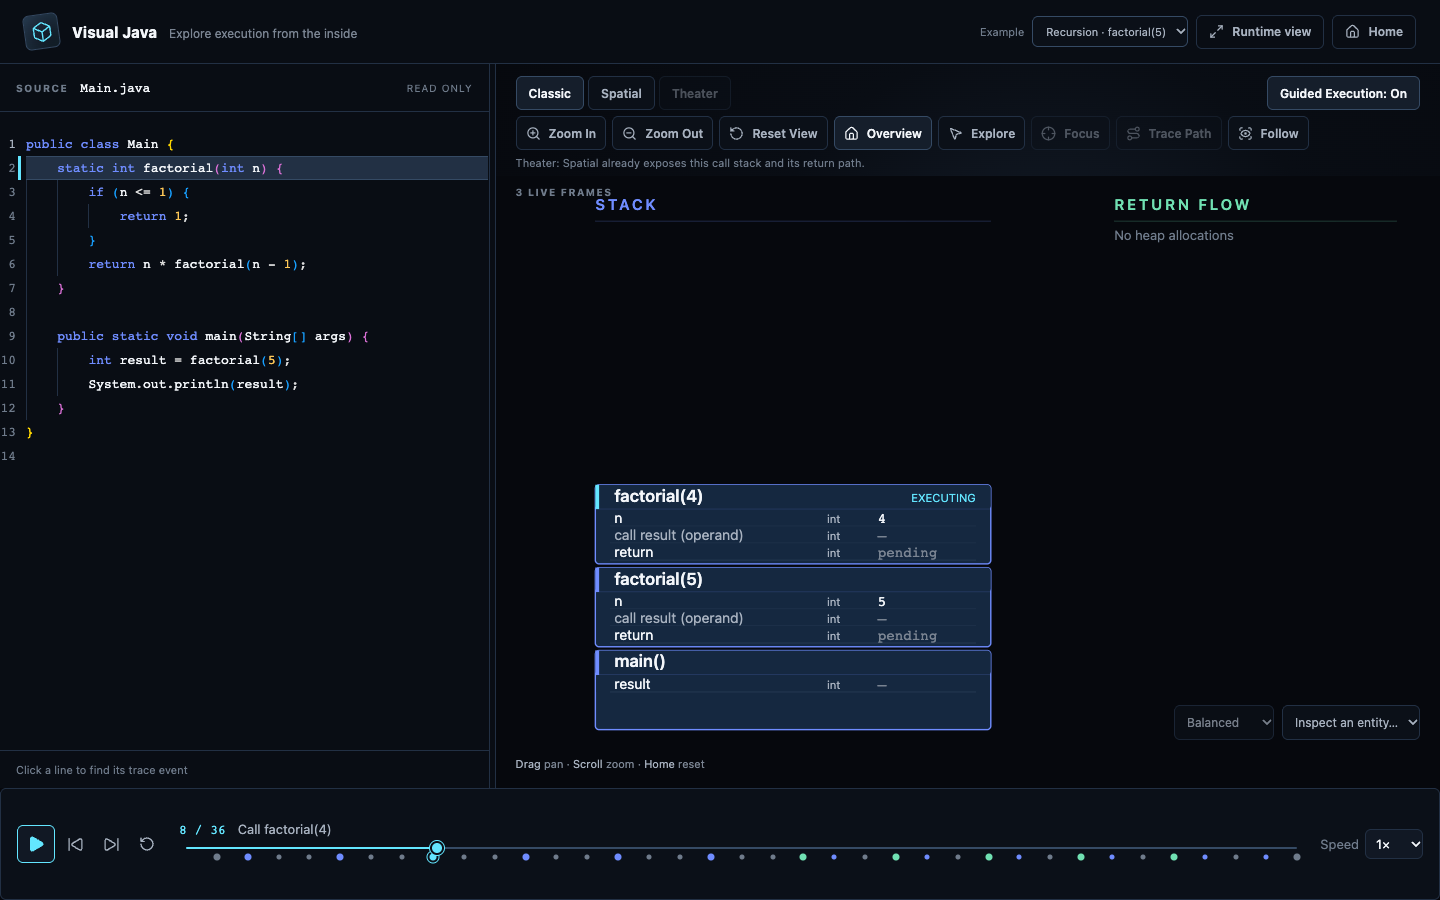 Visual Java Explore execution from the inside
Example Recursion · factorial(5) Runtime view Home
SOURCE Main.java READ ONLY
1 public class Main {
2 static int factorial(int n) {
3 if (n <= 1) {
4 return 1;
5 }
6 return n * factorial(n - 1);
7 }
8
9 public static void main(String[] args) {
10 int result = factorial(5);
11 System.out.println(result);
12 }
13 }
14
Click a line to find its trace event
Classic Spatial Theater Guided Execution: On
Zoom In Zoom Out Reset View Overview Explore Focus Trace Path Follow
Theater: Spatial already exposes this call stack and its return path.
3 LIVE FRAMES
STACK
RETURN FLOW
No heap allocations
factorial(4) EXECUTING
n int 4
call result (operand) int —
return int pending
factorial(5)
n int 5
call result (operand) int —
return int pending
main()
result int —
Balanced Inspect an entity...
Drag pan · Scroll zoom · Home reset
8 / 36 Call factorial(4)
Speed 1×